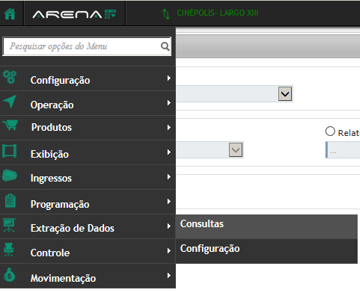 ARENA
CINÉPOLIS- LARGO XIII
Pesquisar opções do Menu
Configuração
Operação
Produtos
Relat
Exibição
...
Ingressos
Programação
Extração de Dados
Consultas
Configuração
Controle
Movimentação